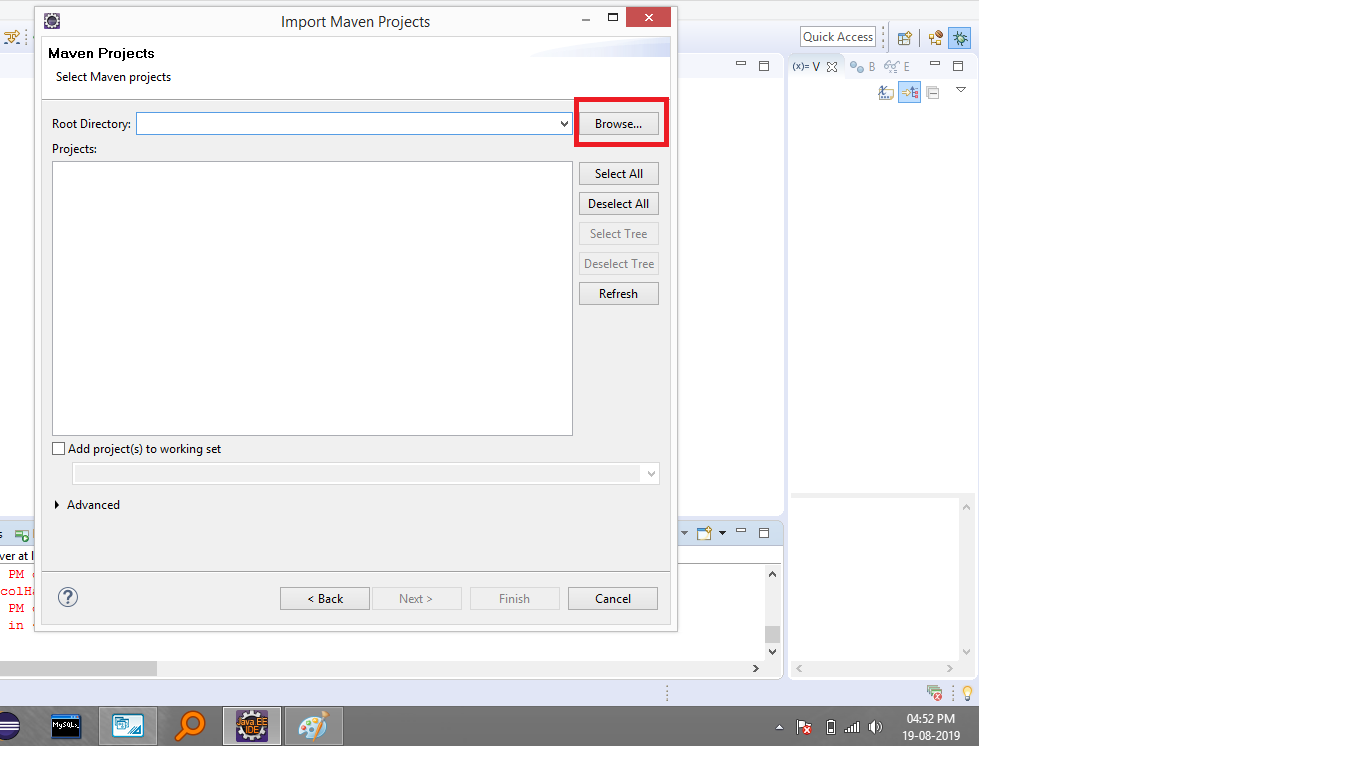 Import Maven Projects
Quick Access
Maven Projects
Select Maven projects
(x)= V
B
E
Root Directory:
Browse...
Projects:
Select All
Deselect All
Select Tree
Deselect Tree
Refresh
Add project(s) to working set
Advanced
s
ver at l
PM
colHa
PM
in
?
< Back
Next >
Finish
Cancel
MySQL
Java EE
IDE
04:52 PM
19-08-2019